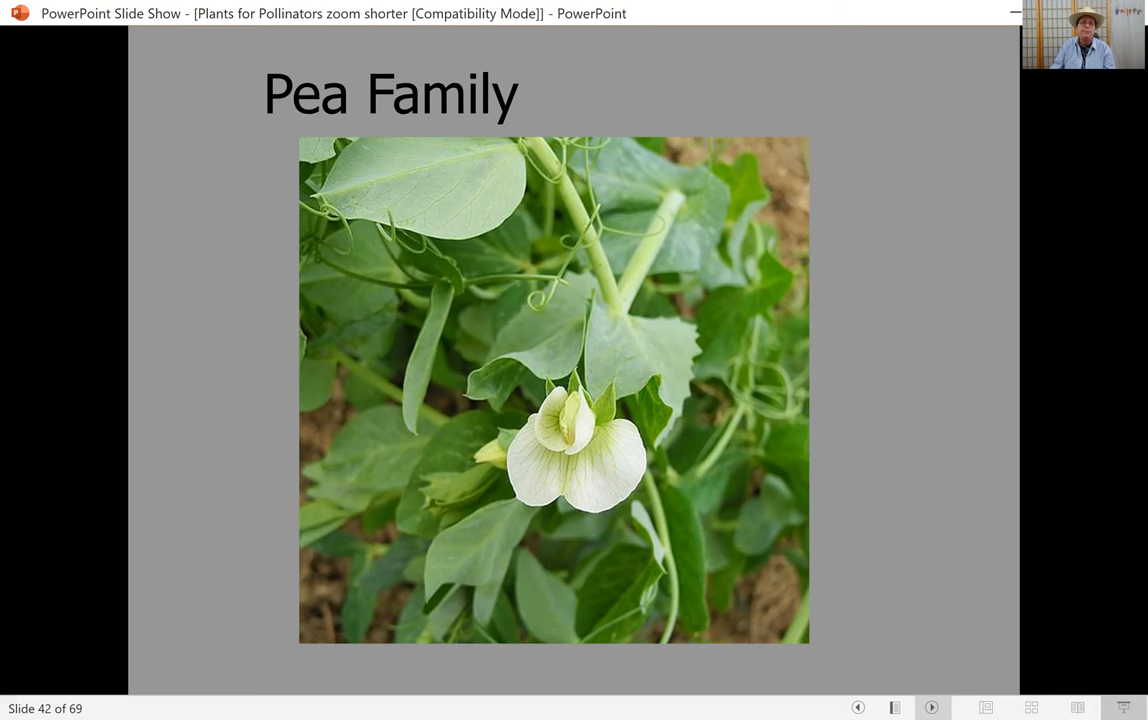 PowerPoint Slide Show - [Plants for Pollinators zoom shorter [Compatibility Mode]] - PowerPoint
Pea Family
Slide 42 of 69